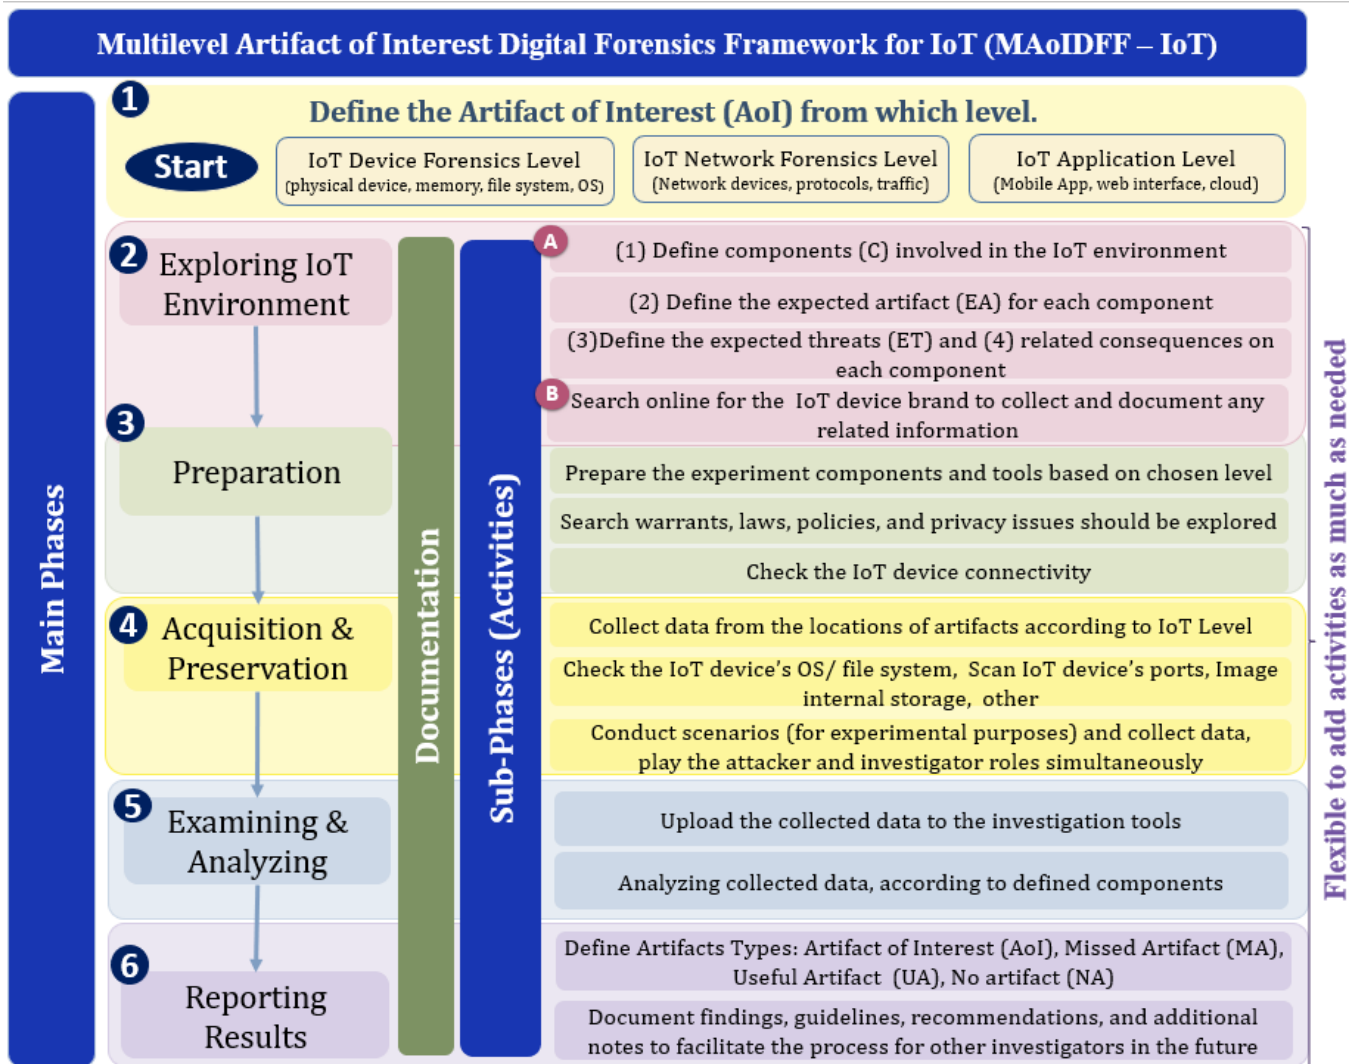 Multilevel Artifact of Interest Digital Forensics Framework for IoT (MAoIDFF – IoT)
Main Phases
1
Define the Artifact of Interest (AoI) from which level.
Start
IoT Device Forensics Level
(physical device, memory, file system, OS)
IoT Network Forensics Level
(Network devices, protocols, traffic)
IoT Application Level
(Mobile App, web interface, cloud)
2
Exploring IoT
Environment
3
Preparation
4
Acquisition &
Preservation
5
Examining &
Analyzing
6
Reporting
Results
Documentation
Sub-Phases (Activities)
A
(1) Define components (C) involved in the IoT environment
(2) Define the expected artifact (EA) for each component
(3)Define the expected threats (ET) and (4) related consequences on
each component
B
Search online for the IoT device brand to collect and document any
related information
Prepare the experiment components and tools based on chosen level
Search warrants, laws, policies, and privacy issues should be explored
Check the IoT device connectivity
Collect data from the locations of artifacts according to IoT Level
Check the IoT device’s OS/ file system, Scan IoT device’s ports, Image
internal storage, other
Conduct scenarios (for experimental purposes) and collect data,
play the attacker and investigator roles simultaneously
Upload the collected data to the investigation tools
Analyzing collected data, according to defined components
Define Artifacts Types: Artifact of Interest (AoI), Missed Artifact (MA),
Useful Artifact (UA), No artifact (NA)
Document findings, guidelines, recommendations, and additional
notes to facilitate the process for other investigators in the future
Flexible to add activities as much as needed